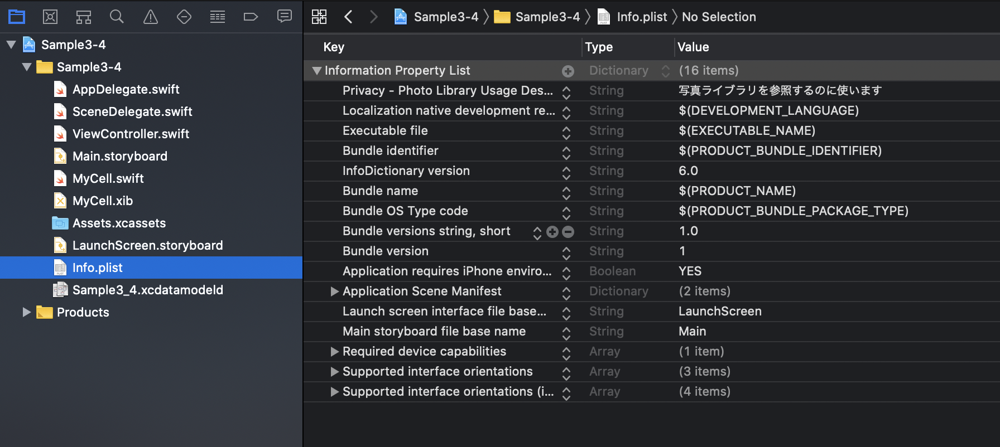 Sample3-4
Sample3-4
AppDelegate.swift
SceneDelegate.swift
ViewController.swift
Main.storyboard
MyCell.swift
MyCell.xib
Assets.xcassets
LaunchScreen.storyboard
Info.plist
Sample3_4.xcdatamodeld
Products
Sample3-4 Sample3-4 Info.plist No Selection
Key Type Value
Information Property List Dictionary (16 items)
Privacy - Photo Library Usage Des... String 写真ライブラリを参照するのに使います
Localization native development re... String $(DEVELOPMENT_LANGUAGE)
Executable file String $(EXECUTABLE_NAME)
Bundle identifier String $(PRODUCT_BUNDLE_IDENTIFIER)
InfoDictionary version String 6.0
Bundle name String $(PRODUCT_NAME)
Bundle OS Type code String $(PRODUCT_BUNDLE_PACKAGE_TYPE)
Bundle versions string, short String 1.0
Bundle version String 1
Application requires iPhone enviro... Boolean YES
Application Scene Manifest Dictionary (2 items)
Launch screen interface file base... String LaunchScreen
Main storyboard file base name String Main
Required device capabilities Array (1 item)
Supported interface orientations Array (3 items)
Supported interface orientations (i... Array (4 items)